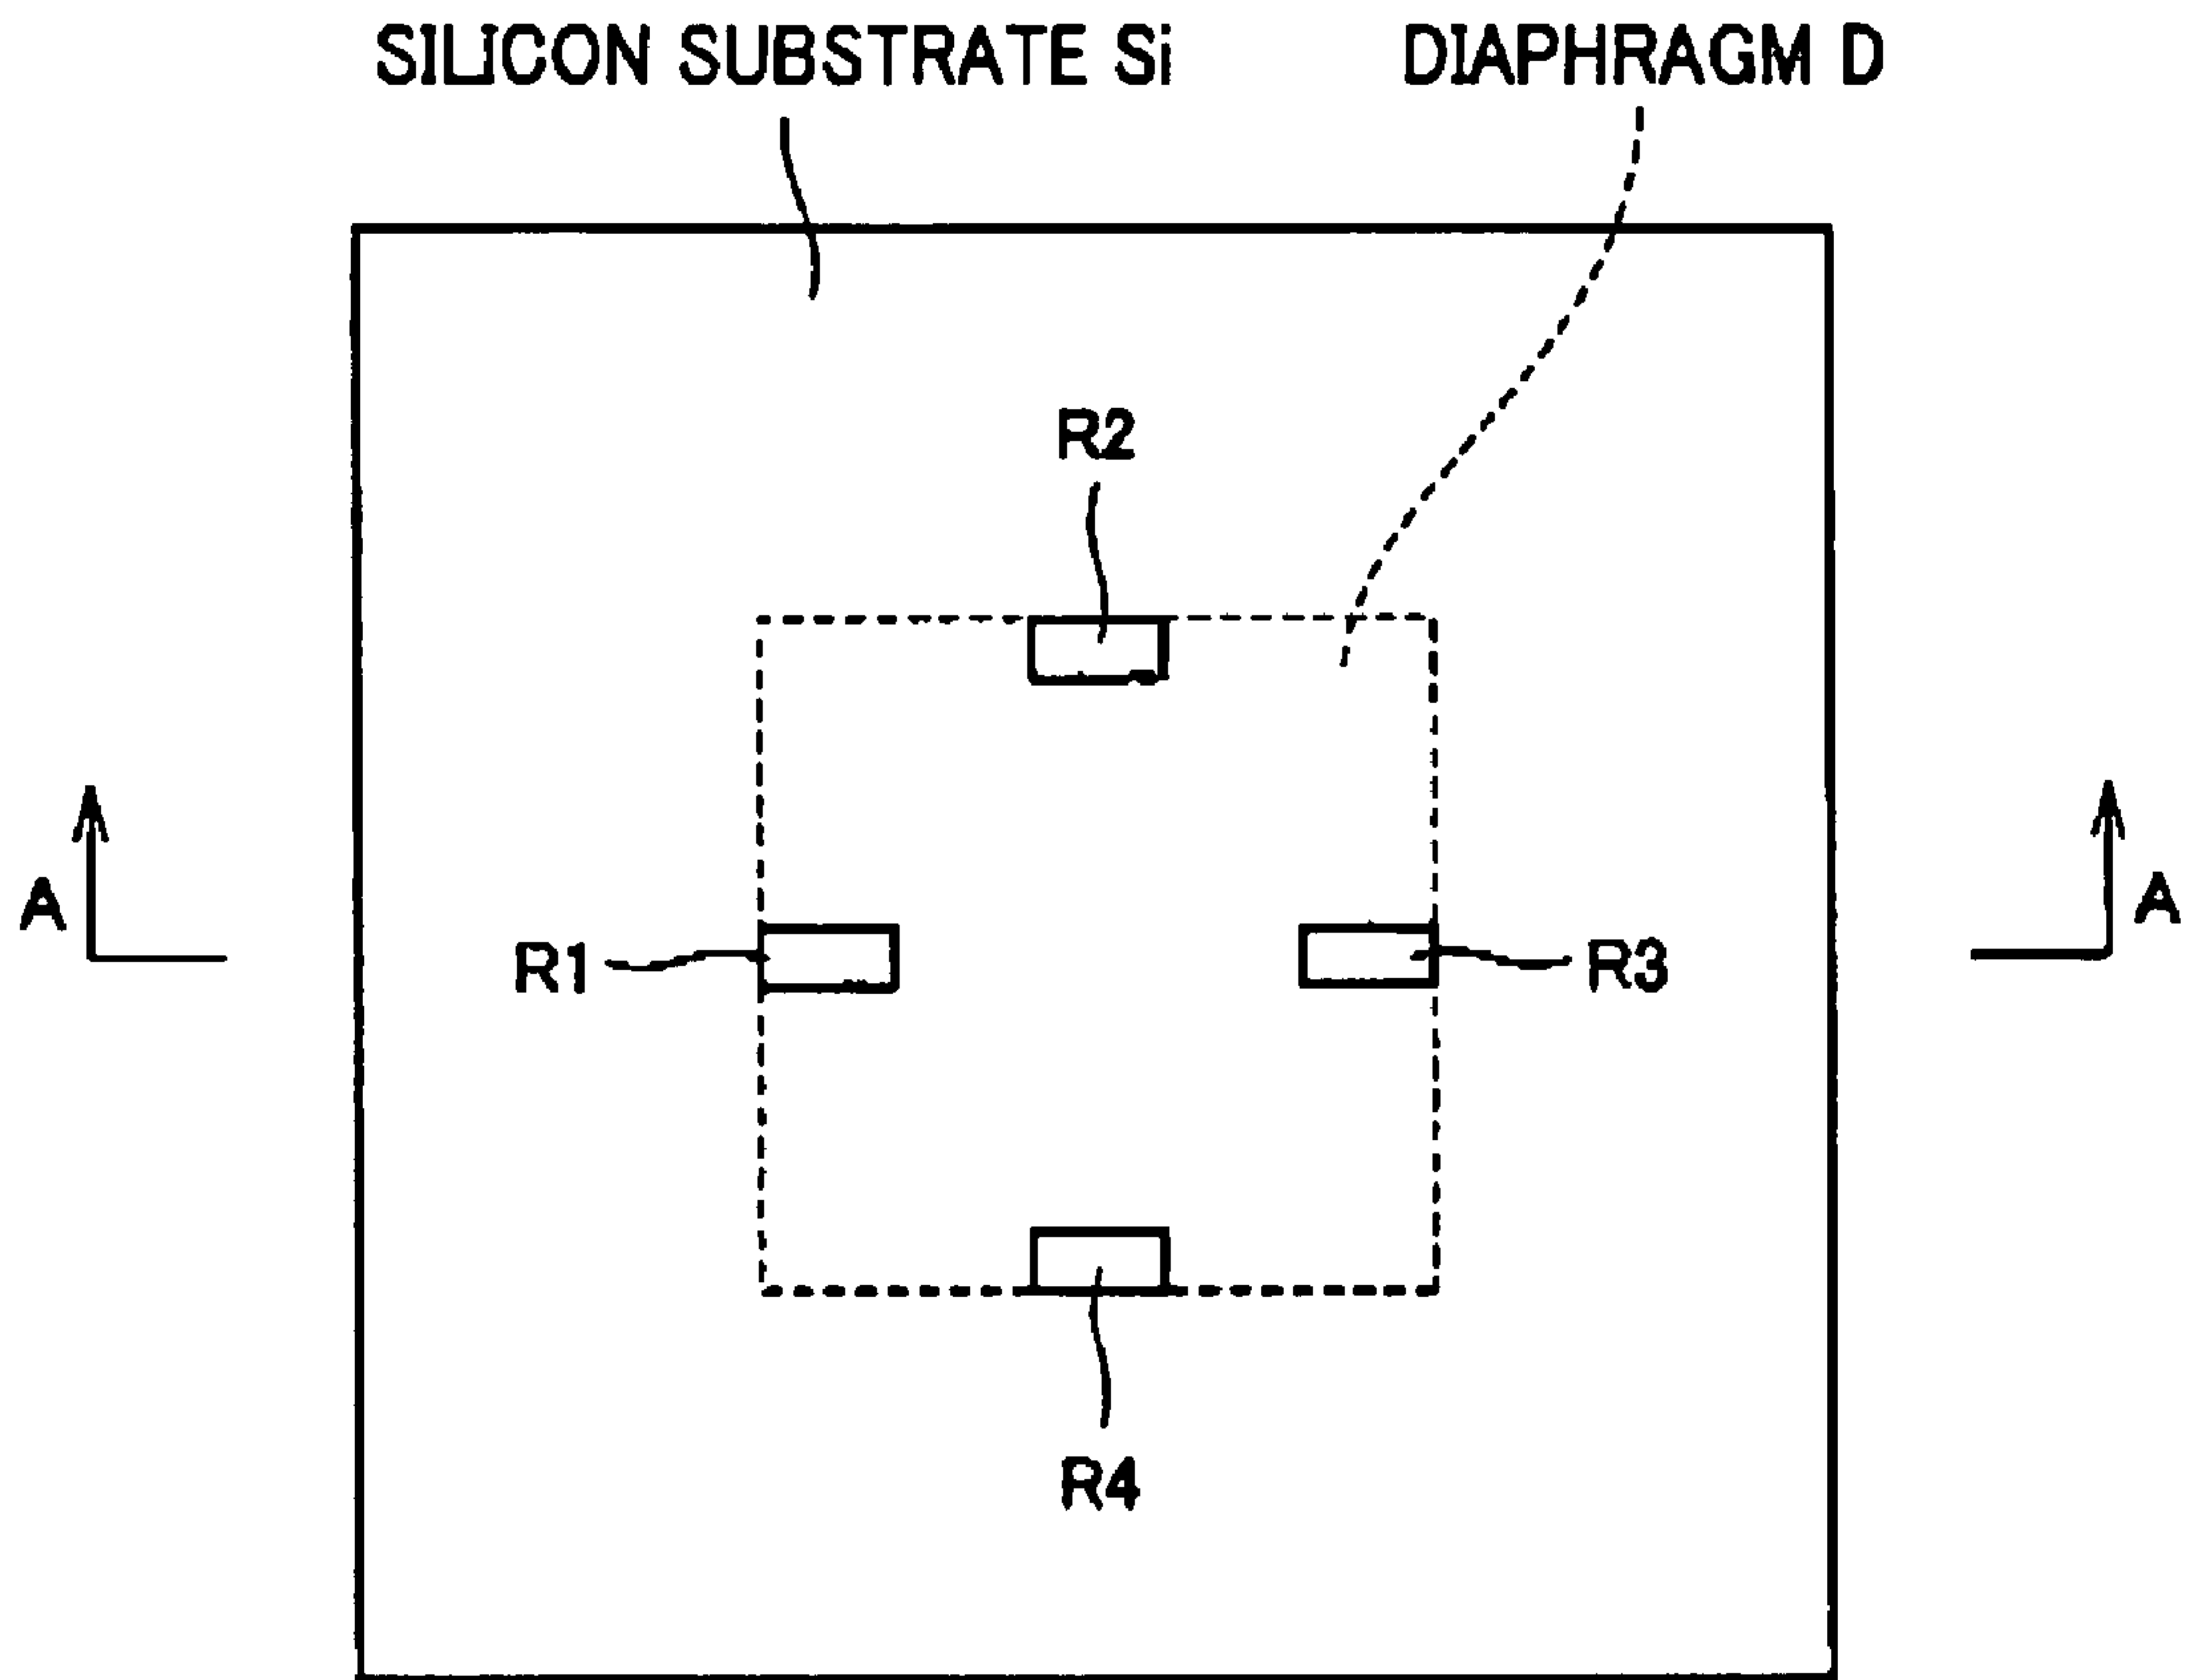 SILICON SUBSTRATE Si
DIAPHRAGM D
R2
A
A
R1
R3
R4